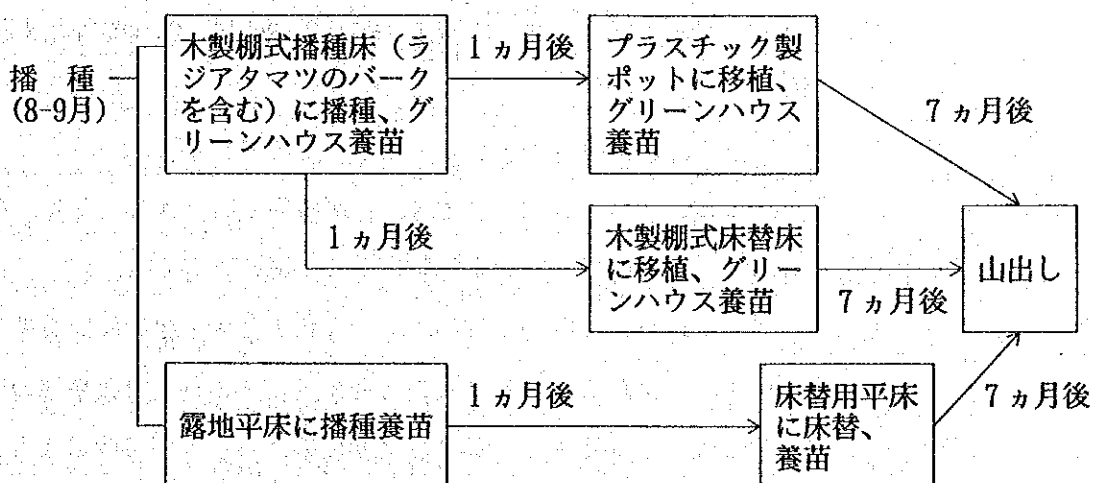 播 種
(8-9月)
木製棚式播種床（ラ
ジアタマツのバーク
を含む）に播種、グ
リーンハウス養苗
1ヵ月後
プラスチック製
ポットに移植、
グリーンハウス
養苗
7ヵ月後
1ヵ月後
木製棚式床替床
に移植、グリー
ンハウス養苗
7ヵ月後
山出し
露地平床に播種養苗
1ヵ月後
床替用平床
に床替、
養苗
7ヵ月後